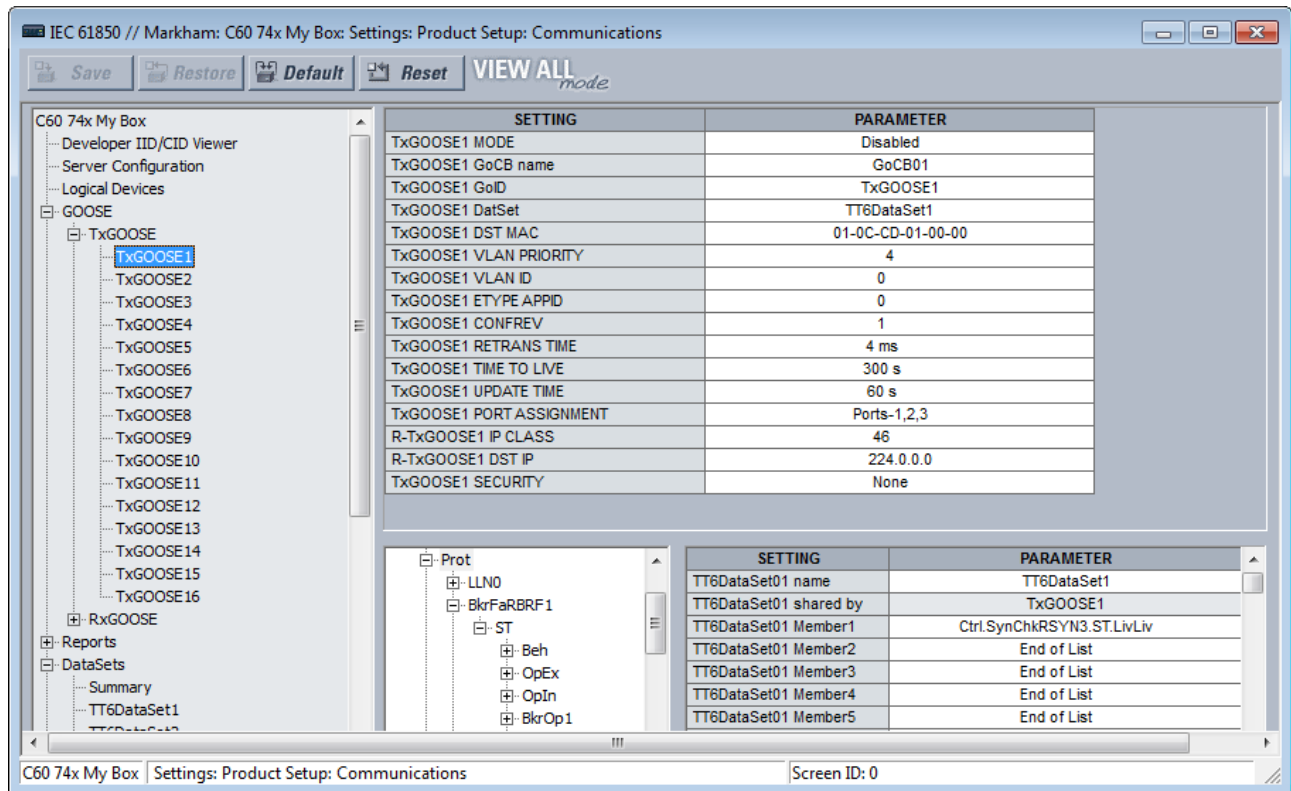 IEC 61850 // Markham: C60 74x My Box: Settings: Product Setup: Communications
Save Restore Default Reset VIEW ALL mode
C60 74x My Box
Developer IID/CID Viewer
Server Configuration
Logical Devices
GOOSE
TxGOOSE
TxGOOSE1
TxGOOSE2
TxGOOSE3
TxGOOSE4
TxGOOSE5
TxGOOSE6
TxGOOSE7
TxGOOSE8
TxGOOSE9
TxGOOSE10
TxGOOSE11
TxGOOSE12
TxGOOSE13
TxGOOSE14
TxGOOSE15
TxGOOSE16
RxGOOSE
Reports
DataSets
Summary
TT6DataSet1
TT6DataSet2
SETTING PARAMETER
TxGOOSE1 MODE Disabled
TxGOOSE1 GoCB name GoCB01
TxGOOSE1 GoID TxGOOSE1
TxGOOSE1 DatSet TT6DataSet1
TxGOOSE1 DST MAC 01-0C-CD-01-00-00
TxGOOSE1 VLAN PRIORITY 4
TxGOOSE1 VLAN ID 0
TxGOOSE1 ETYPE APPID 0
TxGOOSE1 CONFREV 1
TxGOOSE1 RETRANS TIME 4 ms
TxGOOSE1 TIME TO LIVE 300 s
TxGOOSE1 UPDATE TIME 60 s
TxGOOSE1 PORT ASSIGNMENT Ports-1,2,3
R-TxGOOSE1 IP CLASS 46
R-TxGOOSE1 DST IP 224.0.0.0
TxGOOSE1 SECURITY None
Prot
LLN0
BkrFaRBRF1
ST
Beh
OpEx
OpIn
BkrOp1
SETTING PARAMETER
TT6DataSet01 name TT6DataSet1
TT6DataSet01 shared by TxGOOSE1
TT6DataSet01 Member1 Ctrl.SynChkRSYN3.ST.LivLiv
TT6DataSet01 Member2 End of List
TT6DataSet01 Member3 End of List
TT6DataSet01 Member4 End of List
TT6DataSet01 Member5 End of List
C60 74x My Box Settings: Product Setup: Communications Screen ID: 0